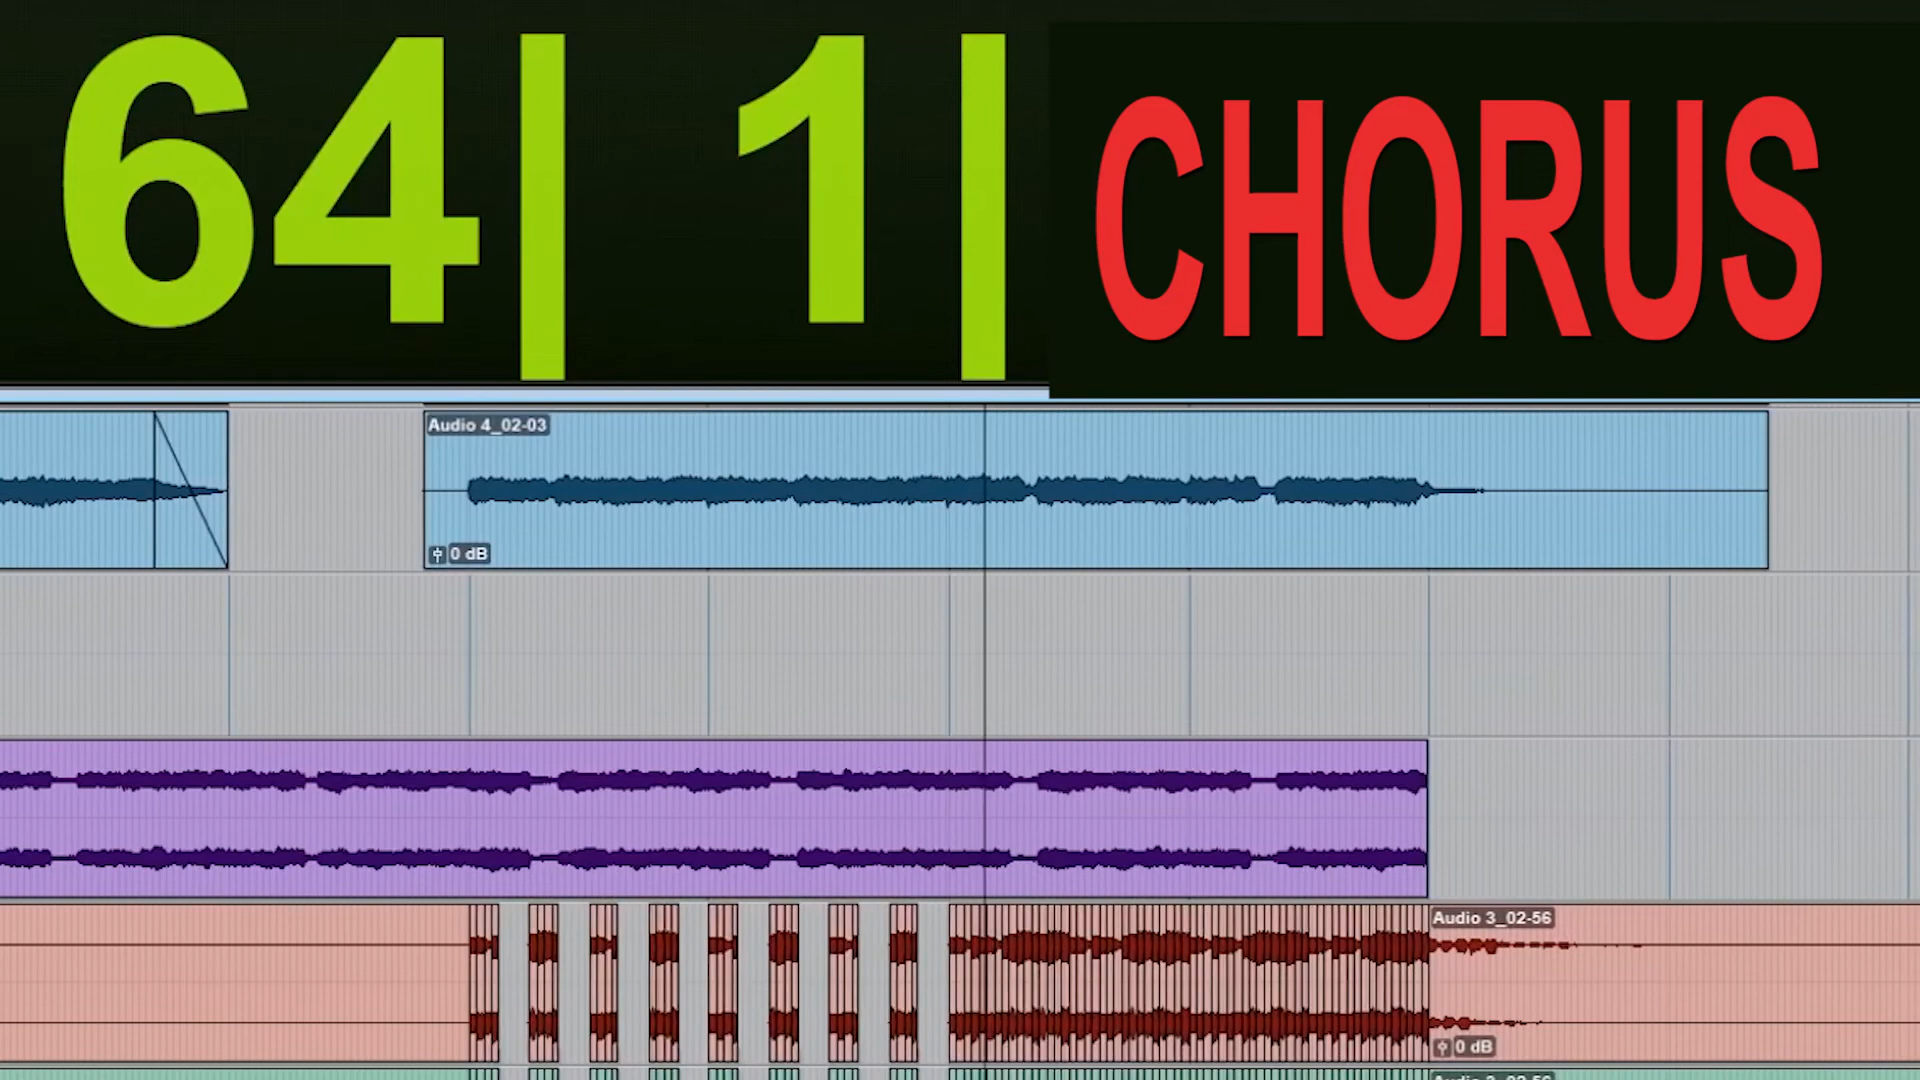 64| 1| CHORUS
Audio 4_02-03
0 dB
Audio 3_02-56
0 dB